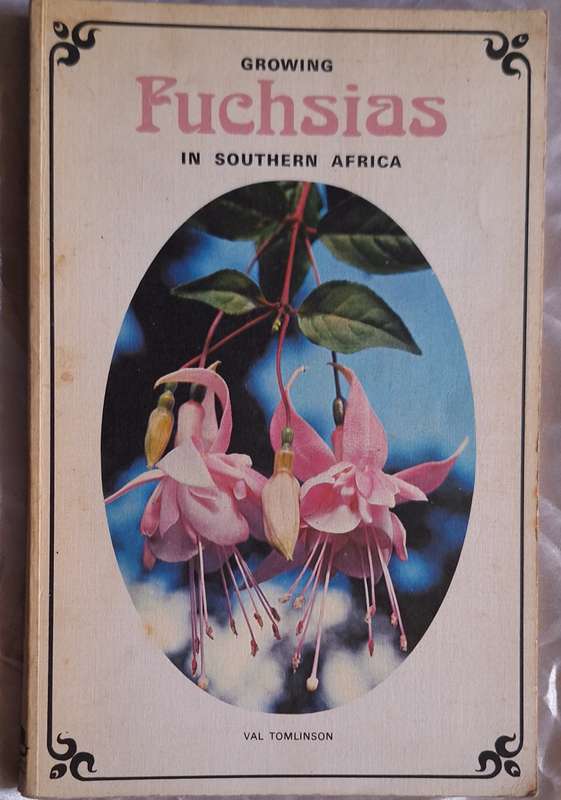 GROWING
Fuchsias
IN SOUTHERN AFRICA
VAL TOMLINSON